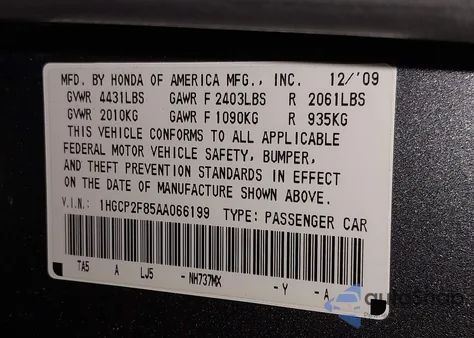 MFD. BY HONDA OF AMERICA MFG., INC. 12/'09
GVWR 4431LBS GAWR F 2403LBS R 2061LBS
GVWR 2010KG GAWR F 1090KG R 935KG
THIS VEHICLE CONFORMS TO ALL APPLICABLE
FEDERAL MOTOR VEHICLE SAFETY, BUMPER,
AND THEFT PREVENTION STANDARDS IN EFFECT
ON THE DATE OF MANUFACTURE SHOWN ABOVE.
V.I.N.: 1HGCP2F85AA066199 TYPE: PASSENGER CAR
TA5 A LJ5 -NH737MX -Y -A